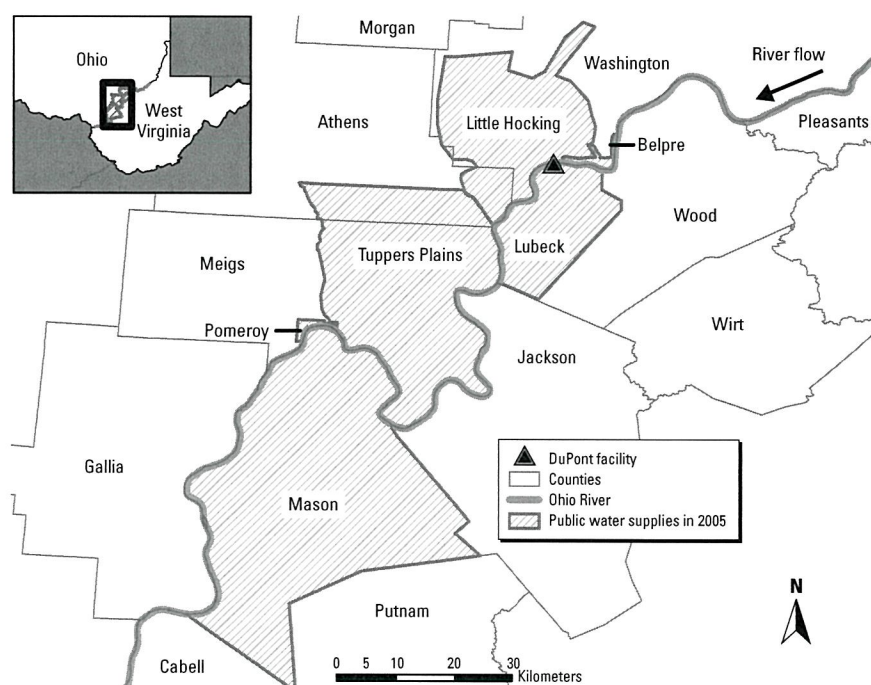 Morgan
Ohio
West
Virginia
Washington
River flow
Athens
Little Hocking
Pleasants
Belpre
Wood
Meigs
Tuppers Plains
Lubeck
Pomeroy
Wirt
Jackson
Gallia
Mason
DuPont facility
Counties
Ohio River
Public water supplies in 2005
Putnam
N
Cabell
0 5 10 20 30
Kilometers